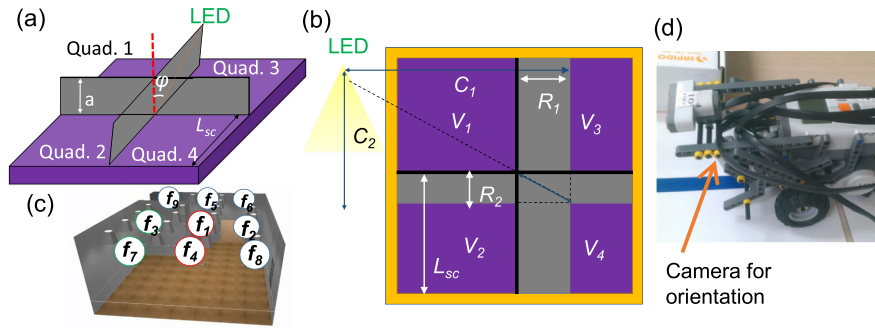 (a)
LED
Quad. 1
Quad. 3
φ
a
L_sc
Quad. 2
Quad. 4
(b)
LED
C_1
R_1
V_1
V_3
C_2
R_2
V_2
V_4
L_sc
(c)
f_9
f_5
f_6
f_3
f_1
f_2
f_7
f_4
f_8
(d)
Camera for
orientation